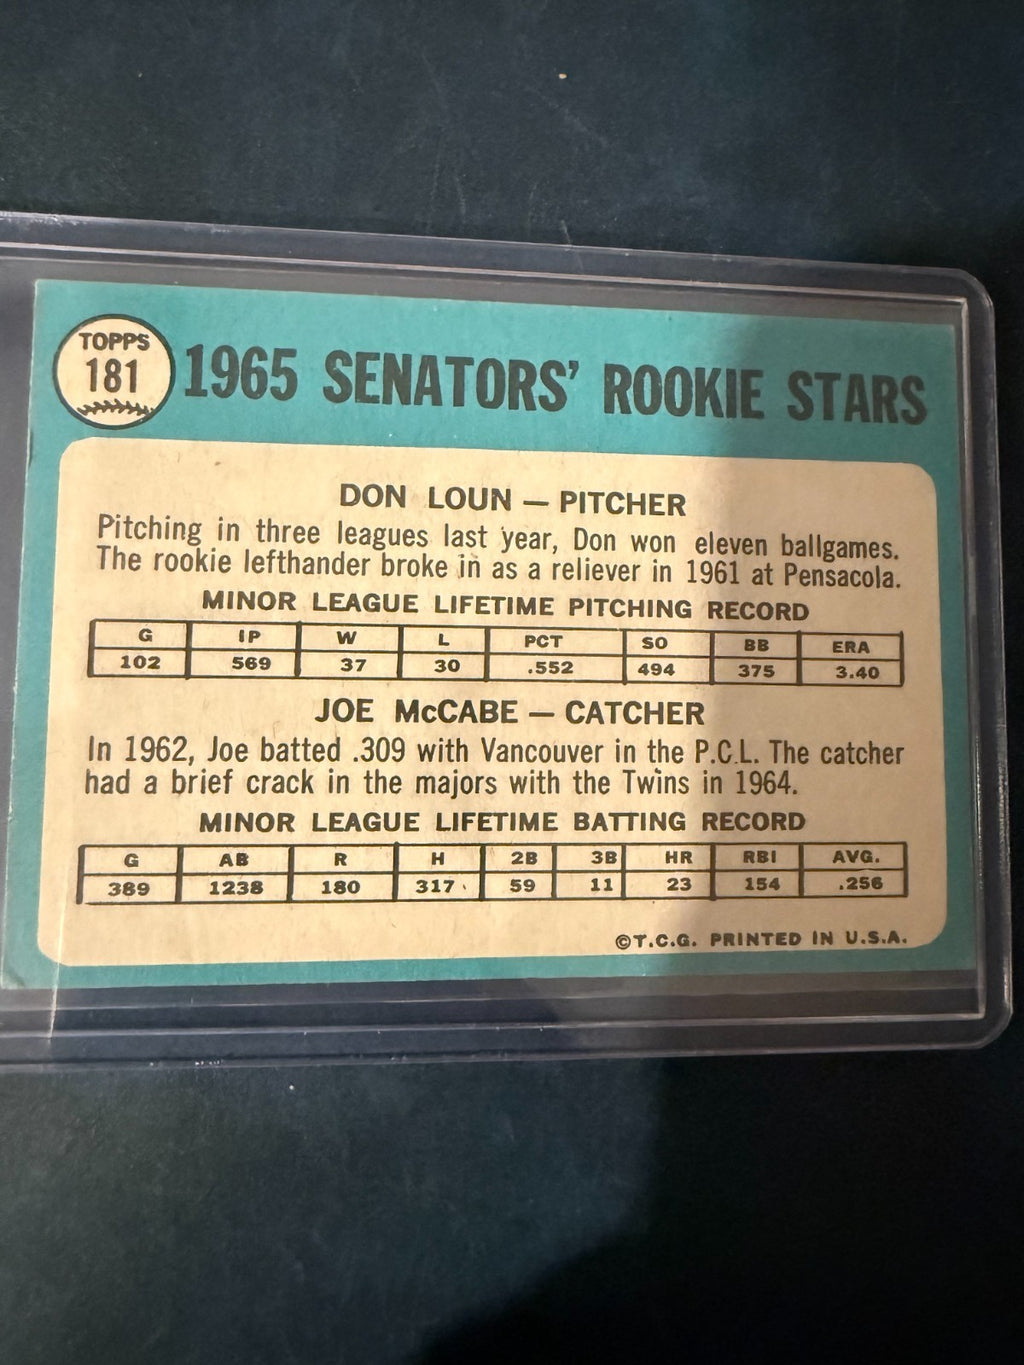 TOPPS
181
1965 SENATORS' ROOKIE STARS
DON LOUN — PITCHER
Pitching in three leagues last year, Don won eleven ballgames.
The rookie lefthander broke in as a reliever in 1961 at Pensacola.
MINOR LEAGUE LIFETIME PITCHING RECORD
G IP W L PCT SO BB ERA
102 569 37 30 .552 494 375 3.40
JOE McCABE — CATCHER
In 1962, Joe batted .309 with Vancouver in the P.C.L. The catcher
had a brief crack in the majors with the Twins in 1964.
MINOR LEAGUE LIFETIME BATTING RECORD
G AB R H 2B 3B HR RBI AVG.
389 1238 180 317 59 11 23 154 .256
©T.C.G. PRINTED IN U.S.A.